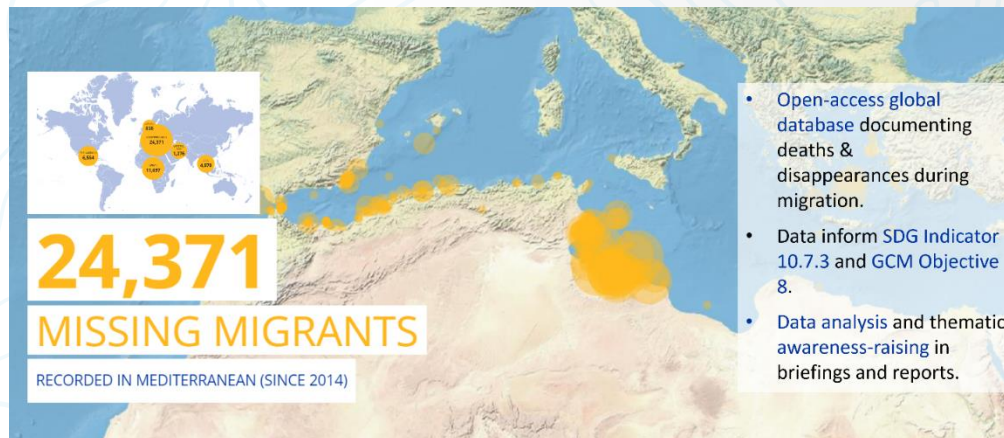 24,371
24,371
MISSING MIGRANTS
RECORDED IN MEDITERRANEAN (SINCE 2014)
• Open-access global
database documenting
deaths &
disappearances during
migration.
• Data inform SDG Indicator
10.7.3 and GCM Objective
8.
• Data analysis and thematic
awareness-raising in
briefings and reports.